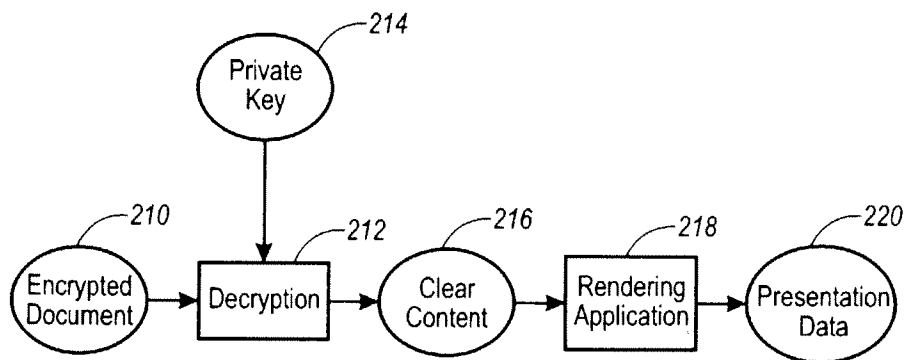 214
Private
Key
210
212
216
218
220
Encrypted
Document
Decryption
Clear
Content
Rendering
Application
Presentation
Data